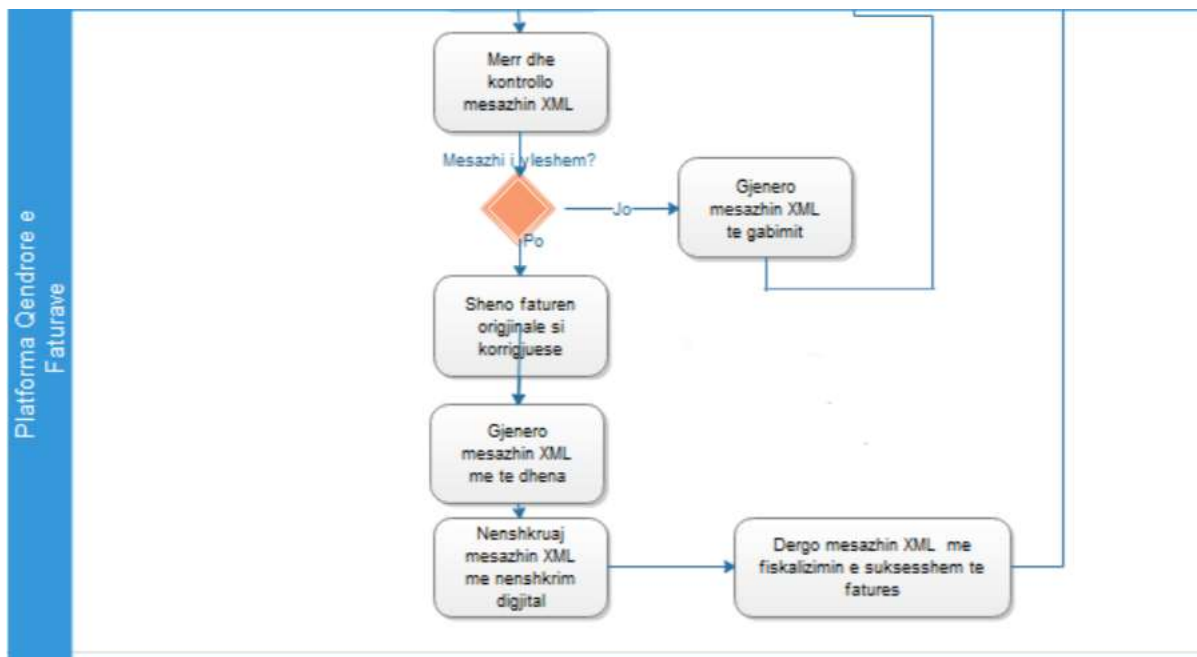 Platforma Qendrore e
Faturave
Merr dhe
kontrollo
mesazhin XML
Mesazhi i vleshem?
Jo
Gjenero
mesazhin XML
te gabimit
Po
Sheno faturen
origjinale si
korrigjuese
Gjenero
mesazhin XML
me te dhena
Nenshkruaj
mesazhin XML
me nenshkrim
digjital
Dergo mesazhin XML me
fiskalizimin e suksesshem te
fatures